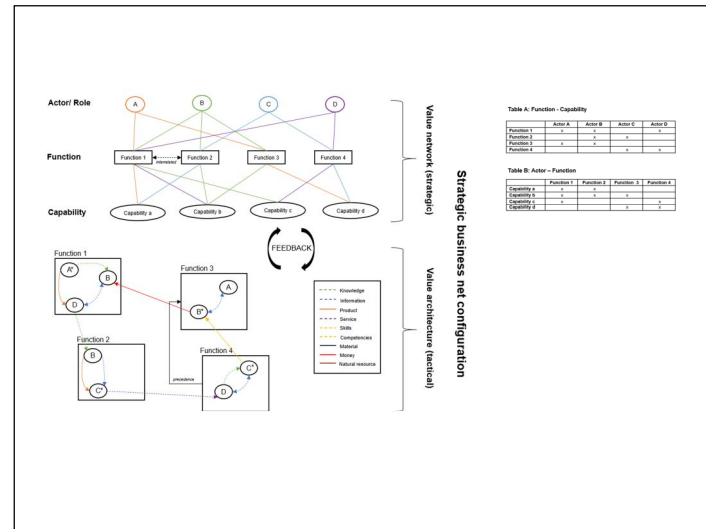 Actor/ Role
A
B
C
D
Function
Function 1
interrelated
Function 2
Function 3
Function 4
Capability
Capability a
Capability b
Capability c
Capability d
Value network (strategic)
FEEDBACK
Function 1
A*
B
D
Function 3
A
B*
Function 2
B
C*
Function 4
C*
D
precedence
Knowledge
Information
Product
Service
Skills
Competencies
Material
Money
Natural resource
Value architecture (tactical)
Strategic business net configuration
Table A: Function - Capability
Actor A Actor B Actor C Actor D
Function 1 x x x
Function 2 x x
Function 3 x x
Function 4 x x
Table B: Actor – Function
Function 1 Function 2 Function 3 Function 4
Capability a x x
Capability b x x x
Capability c x x
Capability d x x